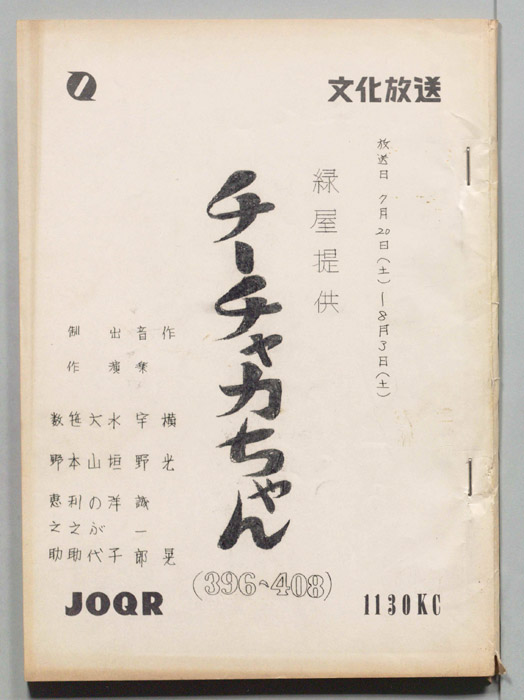 文化放送
放送日 7月20日(土)ー8月3日(土)
緑屋提供
チーチャカちゃん
(396~408)
作 横光 晃
音楽 宇野誠一郎
出演 水垣洋子
大山のぶ代
制作 笹本利之助
数野恵之助
JOQR
1130KC